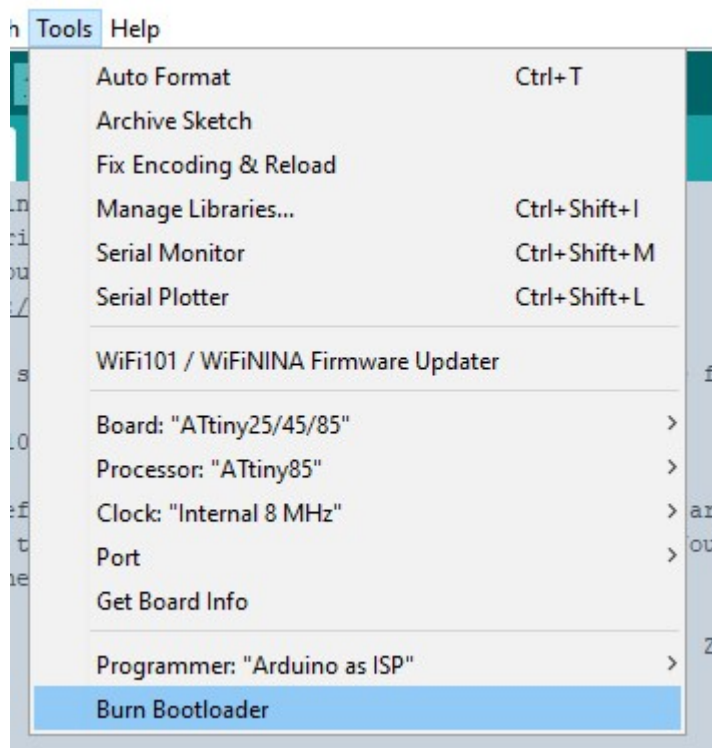 Tools Help
Auto Format Ctrl+T
Archive Sketch
Fix Encoding & Reload
Manage Libraries... Ctrl+Shift+I
Serial Monitor Ctrl+Shift+M
Serial Plotter Ctrl+Shift+L
WiFi101 / WiFiNINA Firmware Updater
Board: "ATtiny25/45/85"
Processor: "ATtiny85"
Clock: "Internal 8 MHz"
Port
Get Board Info
Programmer: "Arduino as ISP"
Burn Bootloader